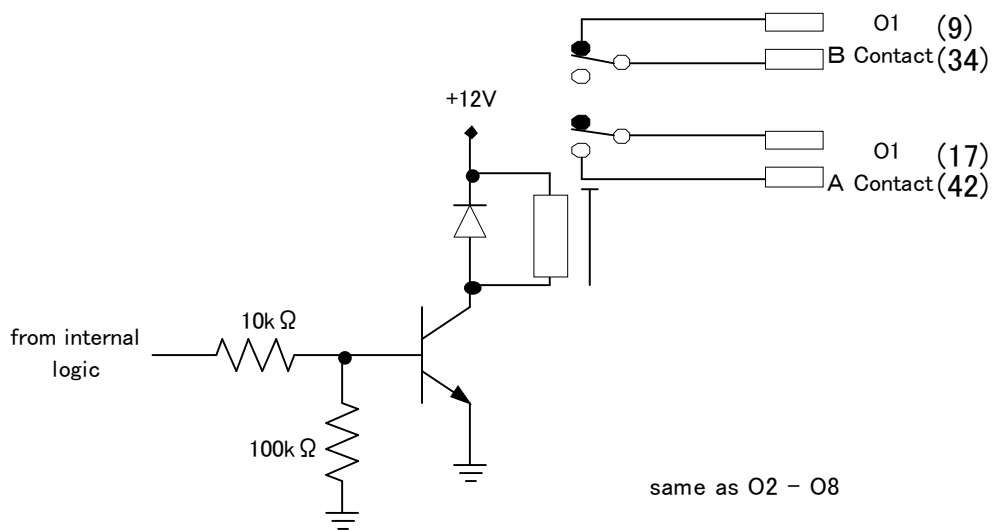 O1 (9)
B Contact (34)
+12V
O1 (17)
A Contact (42)
10kΩ
from internal
logic
100kΩ
same as O2 - O8